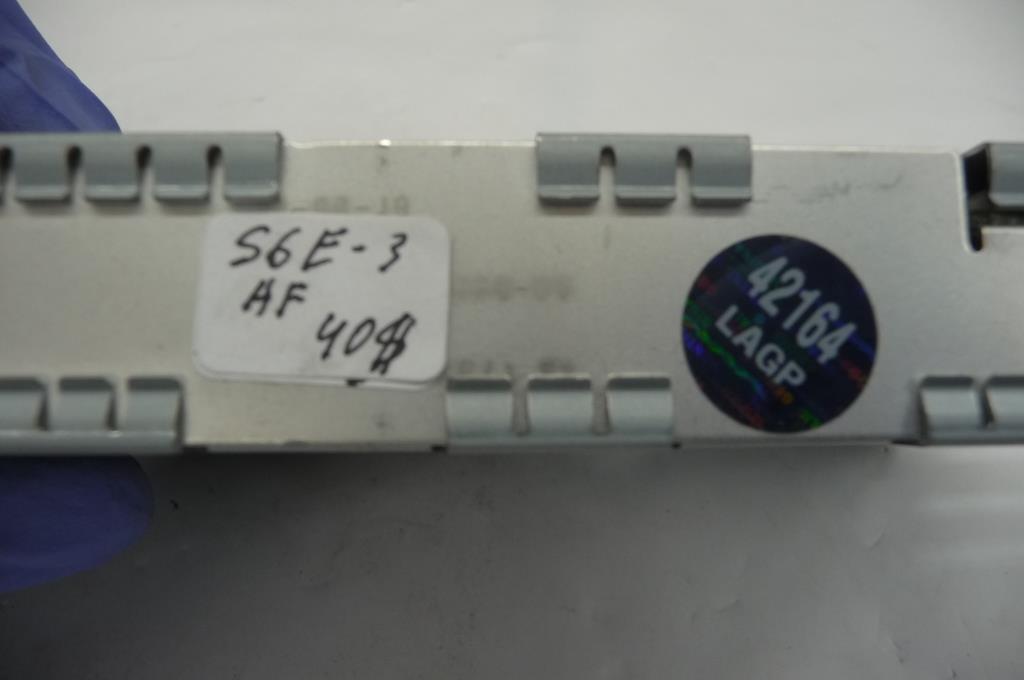 S6E-3
AF
40$
42164
LAGP